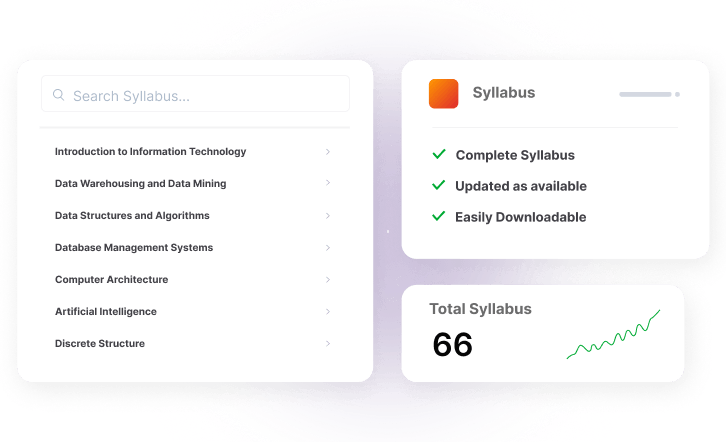 Search Syllabus...
Introduction to Information Technology
Data Warehousing and Data Mining
Data Structures and Algorithms
Database Management Systems
Computer Architecture
Artificial Intelligence
Discrete Structure
Syllabus
Complete Syllabus
Updated as available
Easily Downloadable
Total Syllabus
66